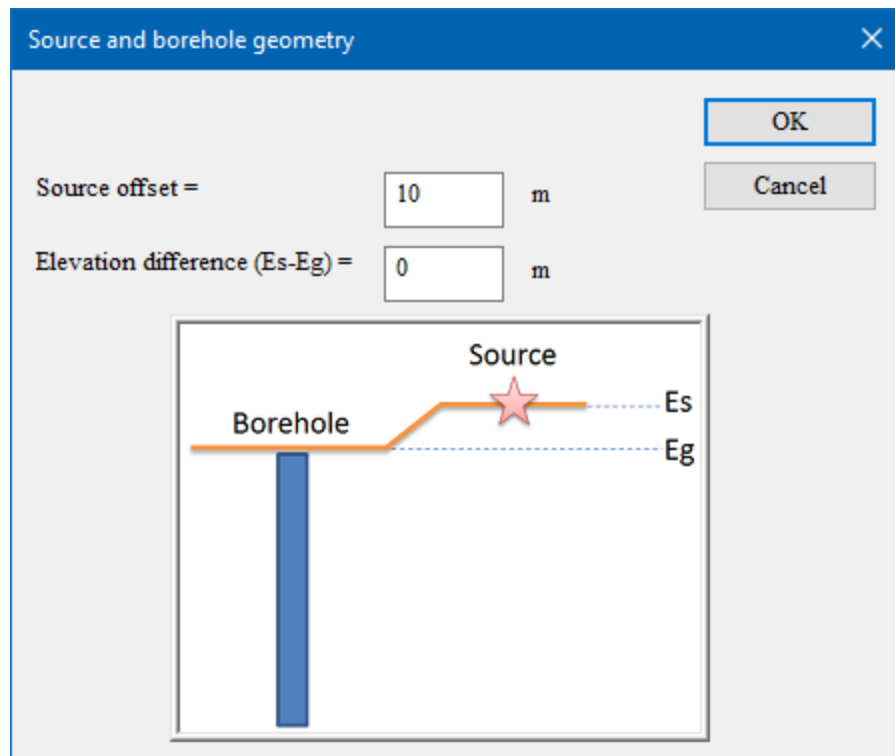 Source and borehole geometry
OK
Source offset = 10 m
Cancel
Elevation difference (Es-Eg) = 0 m
Source
Es
Borehole
Eg